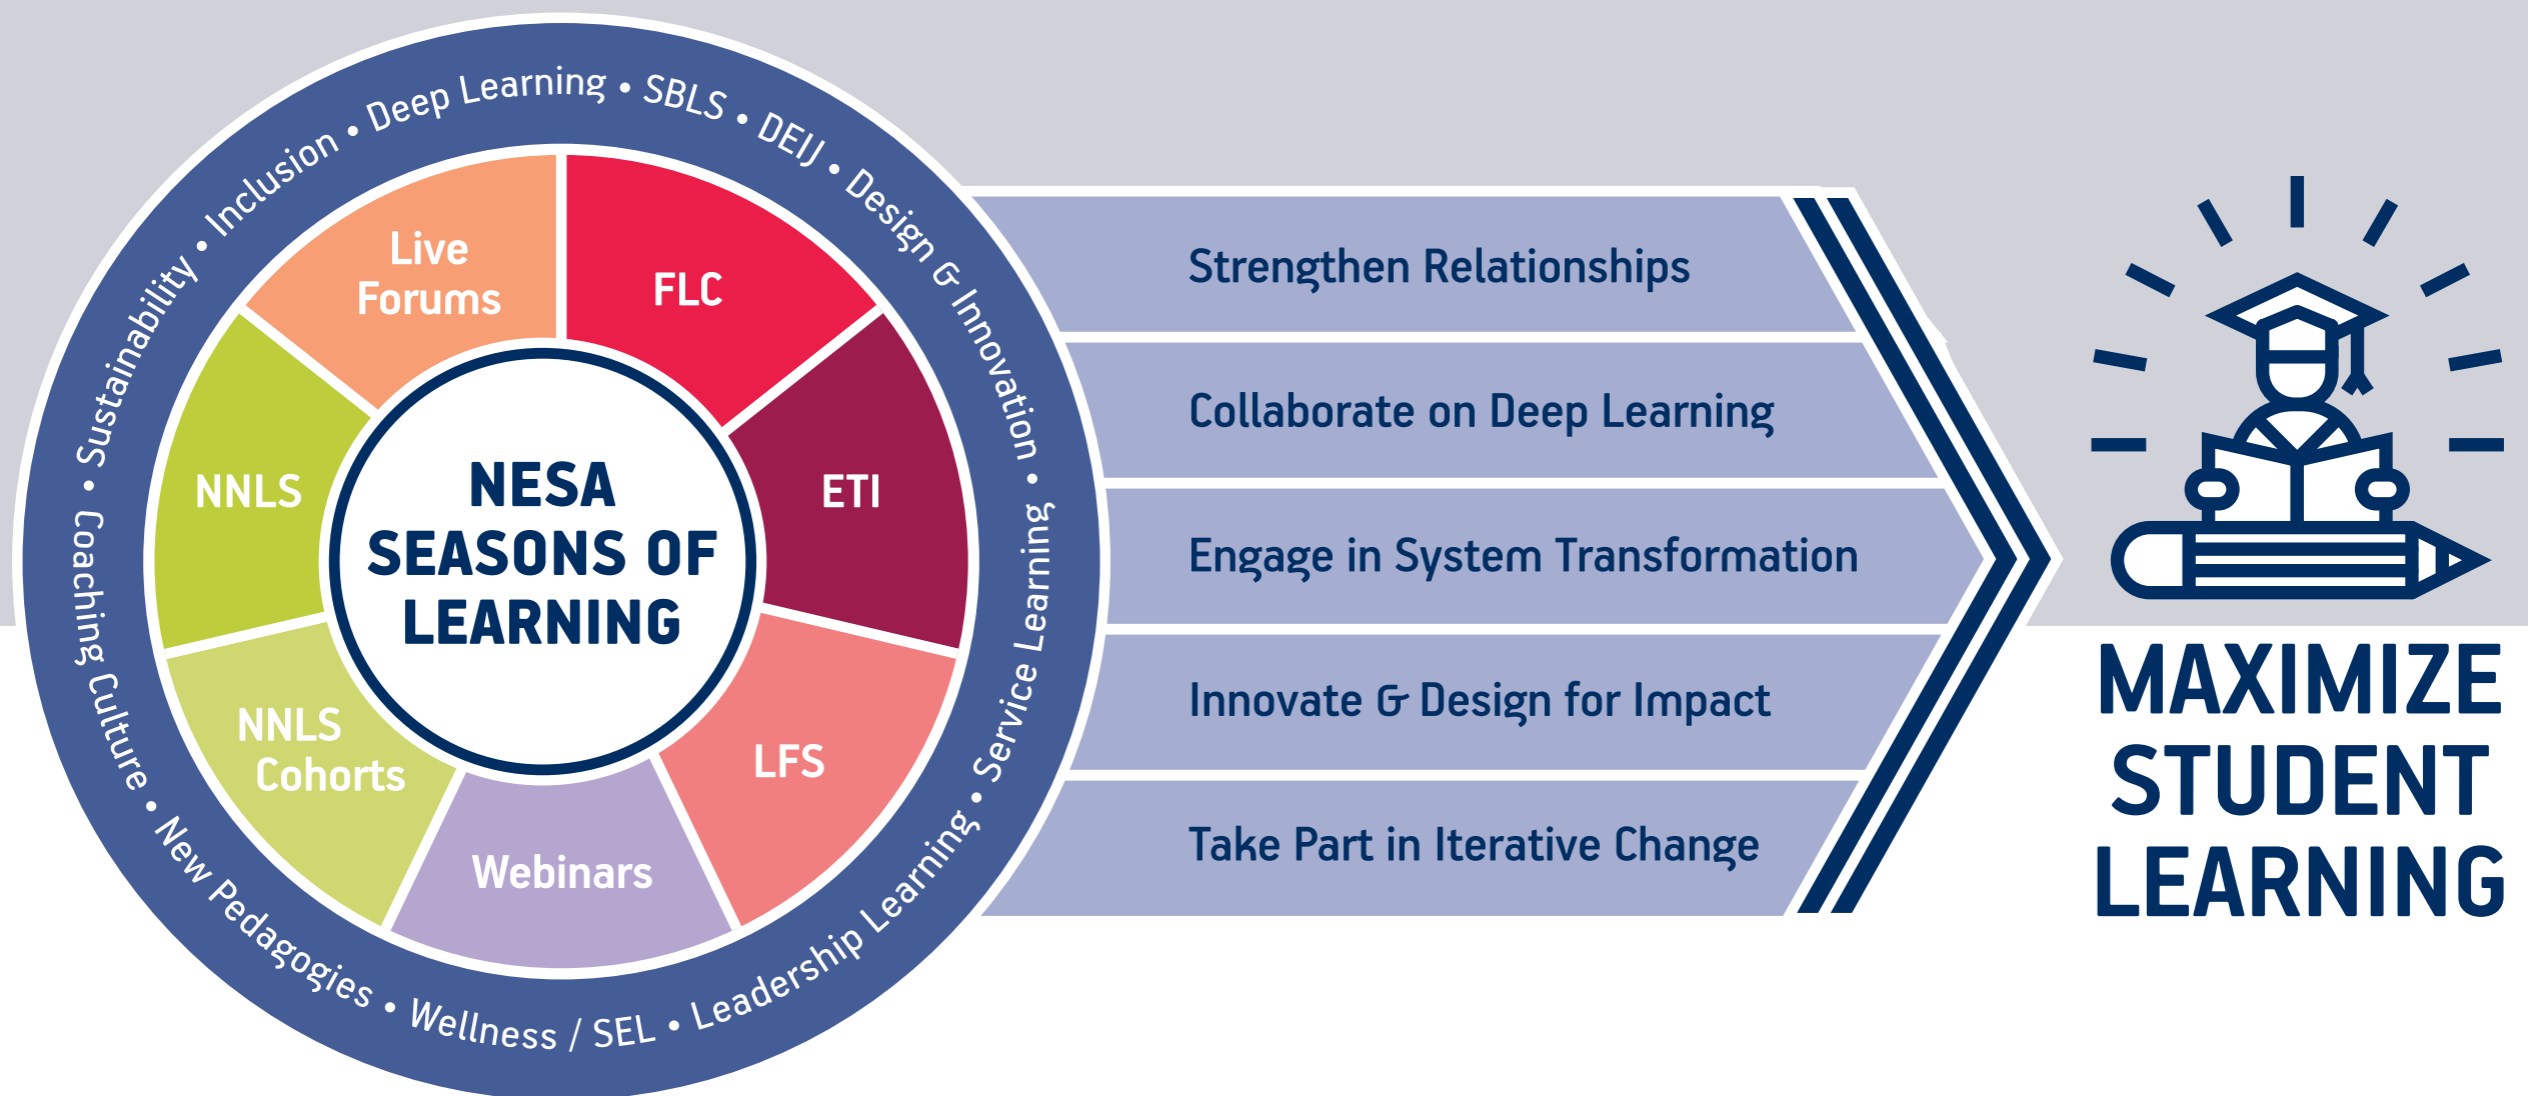 Deep Learning • SBLS • DEIJ • Design & Innovation • Service Learning • Leadership Learning • Wellness / SEL • New Pedagogies • Coaching Culture • Sustainability • Inclusion •
Live
Forums
FLC
ETI
LFS
Webinars
NNLS
Cohorts
NNLS
NESA
SEASONS OF
LEARNING
Strengthen Relationships
Collaborate on Deep Learning
Engage in System Transformation
Innovate & Design for Impact
Take Part in Iterative Change
MAXIMIZE
STUDENT
LEARNING